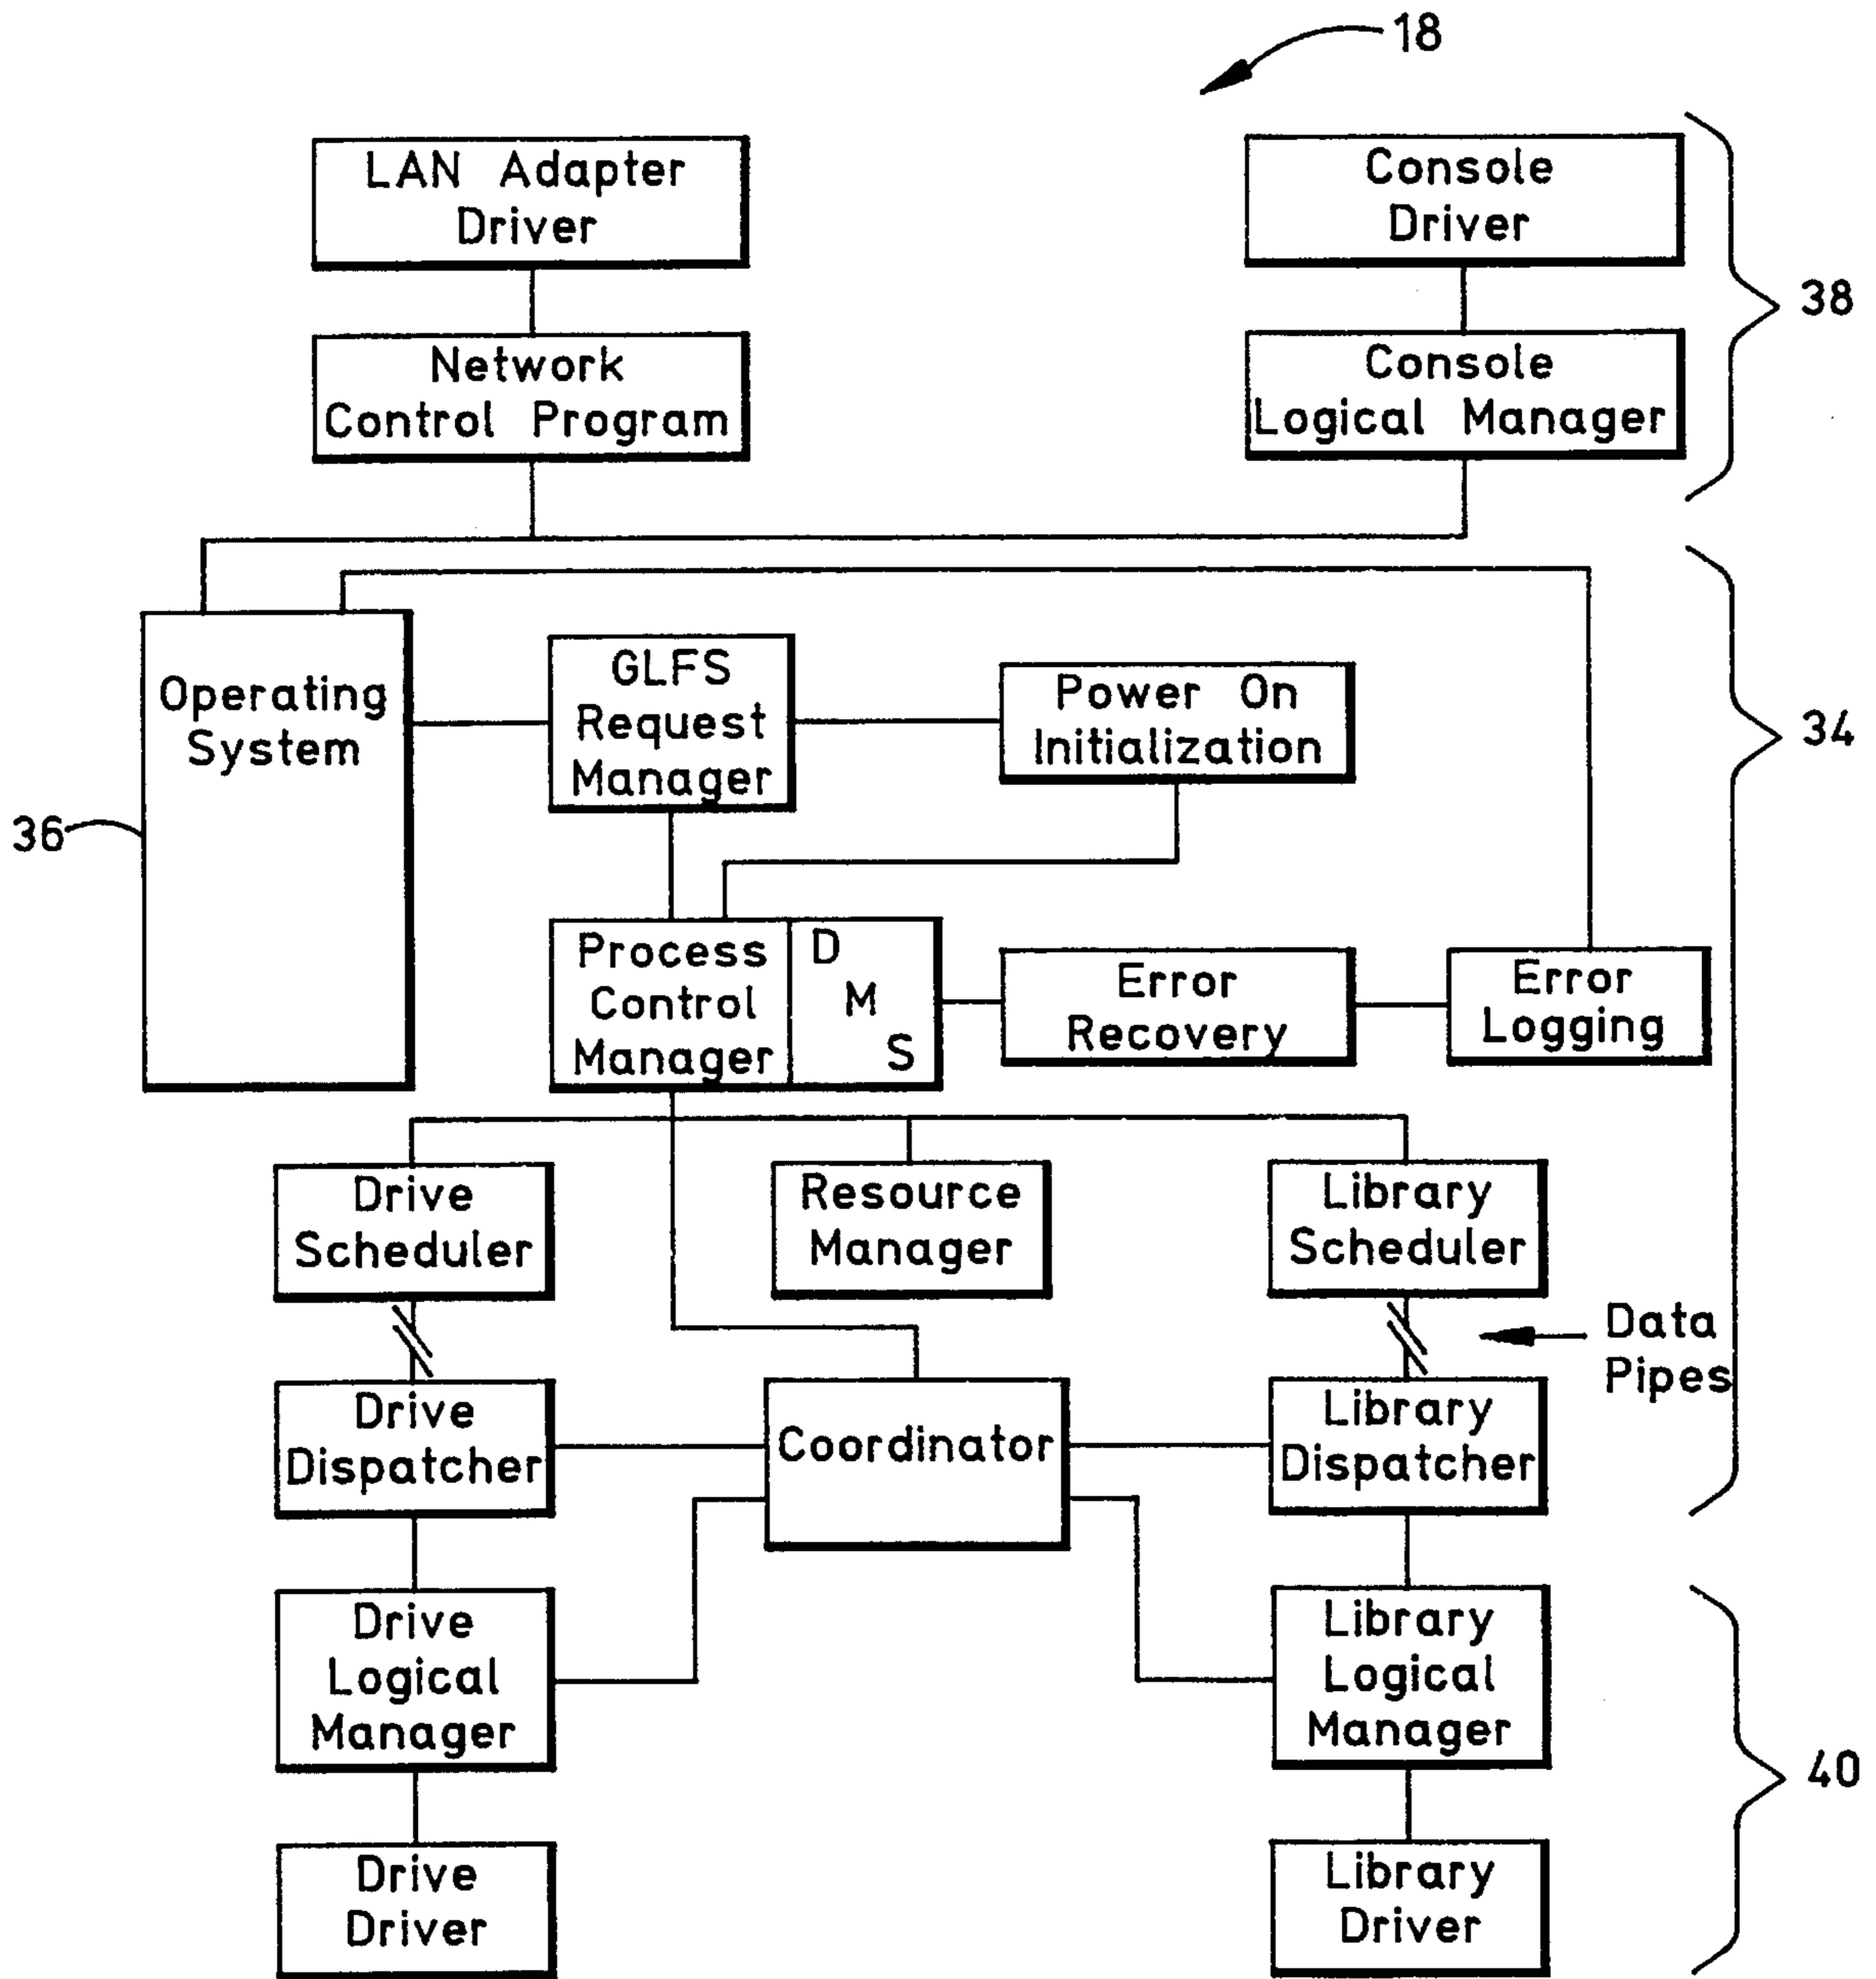 18
LAN Adapter
Driver
Console
Driver
38
Network
Control Program
Console
Logical Manager
34
Operating
System
36
GLFS
Request
Manager
Power On
Initialization
Process
Control
Manager
D
M
S
Error
Recovery
Error
Logging
Drive
Scheduler
Resource
Manager
Library
Scheduler
Data
Pipes
Drive
Dispatcher
Coordinator
Library
Dispatcher
Drive
Logical
Manager
Library
Logical
Manager
40
Drive
Driver
Library
Driver